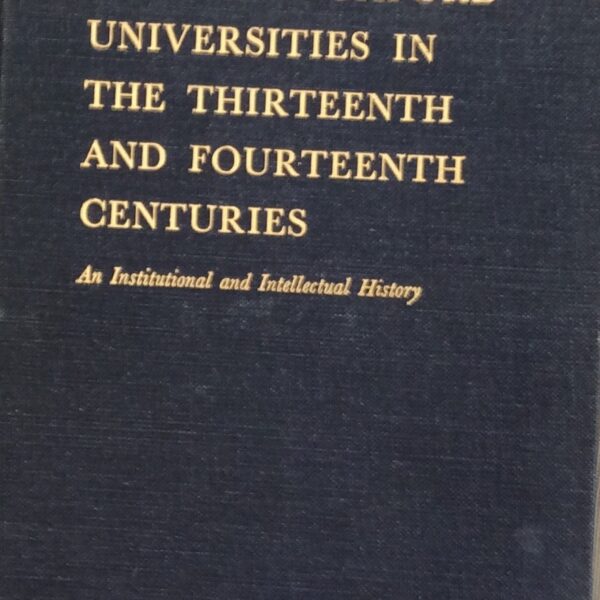 UNIVERSITIES IN
THE THIRTEENTH
AND FOURTEENTH
CENTURIES
An Institutional and Intellectual History